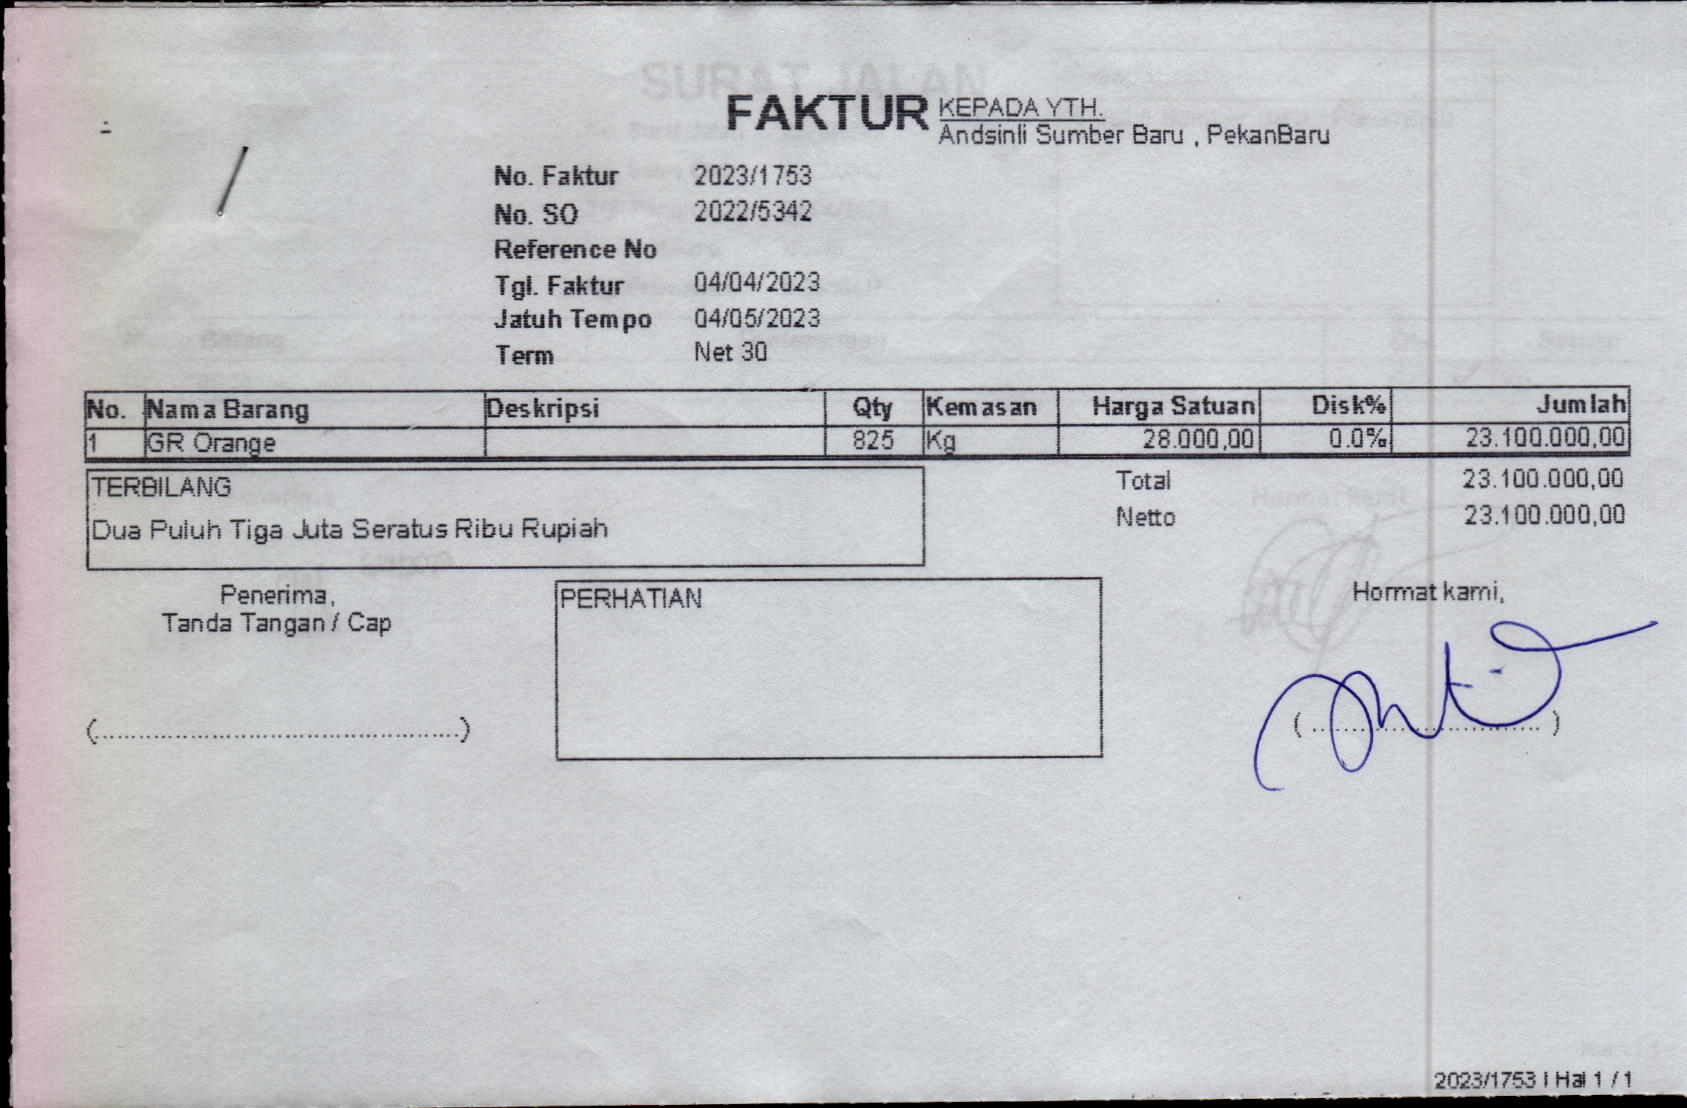 FAKTUR
KEPADA YTH.
Andsinli Sumber Baru , PekanBaru
No. Faktur 2023/1753
No. SO 2022/5342
Reference No
Tgl. Faktur 04/04/2023
Jatuh Tempo 04/05/2023
Term Net 30
No. Nama Barang Deskripsi Qty Kemasan Harga Satuan Disk% Jumlah
1 GR Orange 825 Kg 28.000,00 0.0% 23.100.000,00
TERBILANG
Dua Puluh Tiga Juta Seratus Ribu Rupiah
Total 23.100.000,00
Netto 23.100.000,00
Penerima,
Tanda Tangan / Cap
(................................................)
PERHATIAN
Hormat kami,
( .............................. )
2023/1753 | Hal 1 / 1
SURAT JALAN